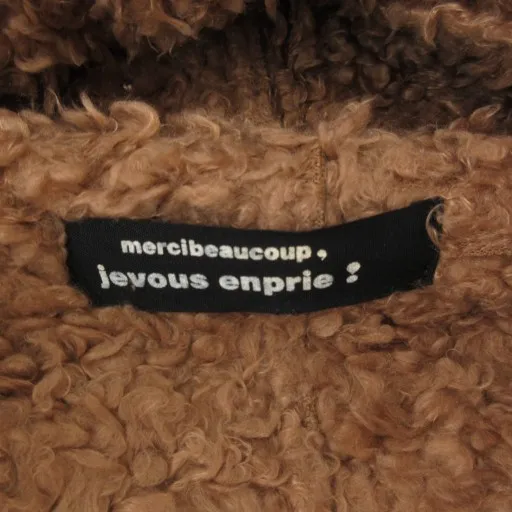 mercibeaucoup ,
jevous enprie :